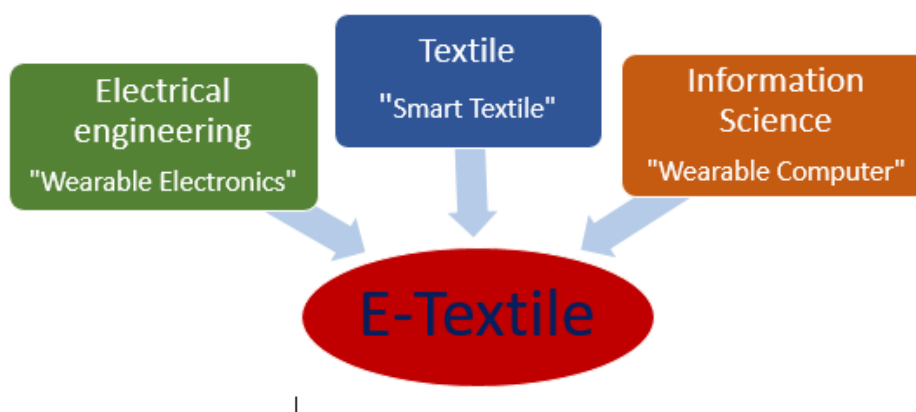 Electrical
engineering
"Wearable Electronics"
Textile
"Smart Textile"
Information
Science
"Wearable Computer"
E-Textile